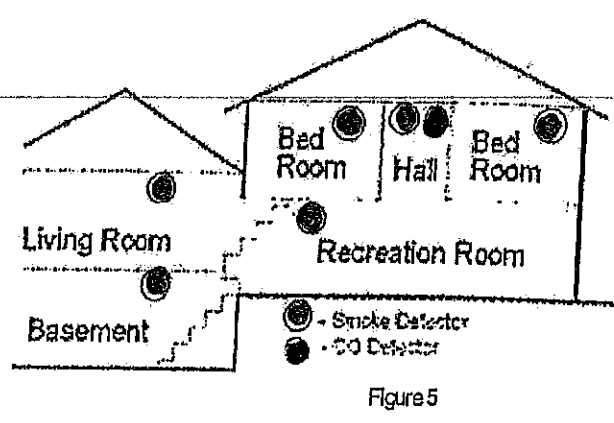 Bed
Room
Hall
Bed
Room
Living Room
Recreation Room
Basement
- Smoke Detector
- CO Detector
Figure 5